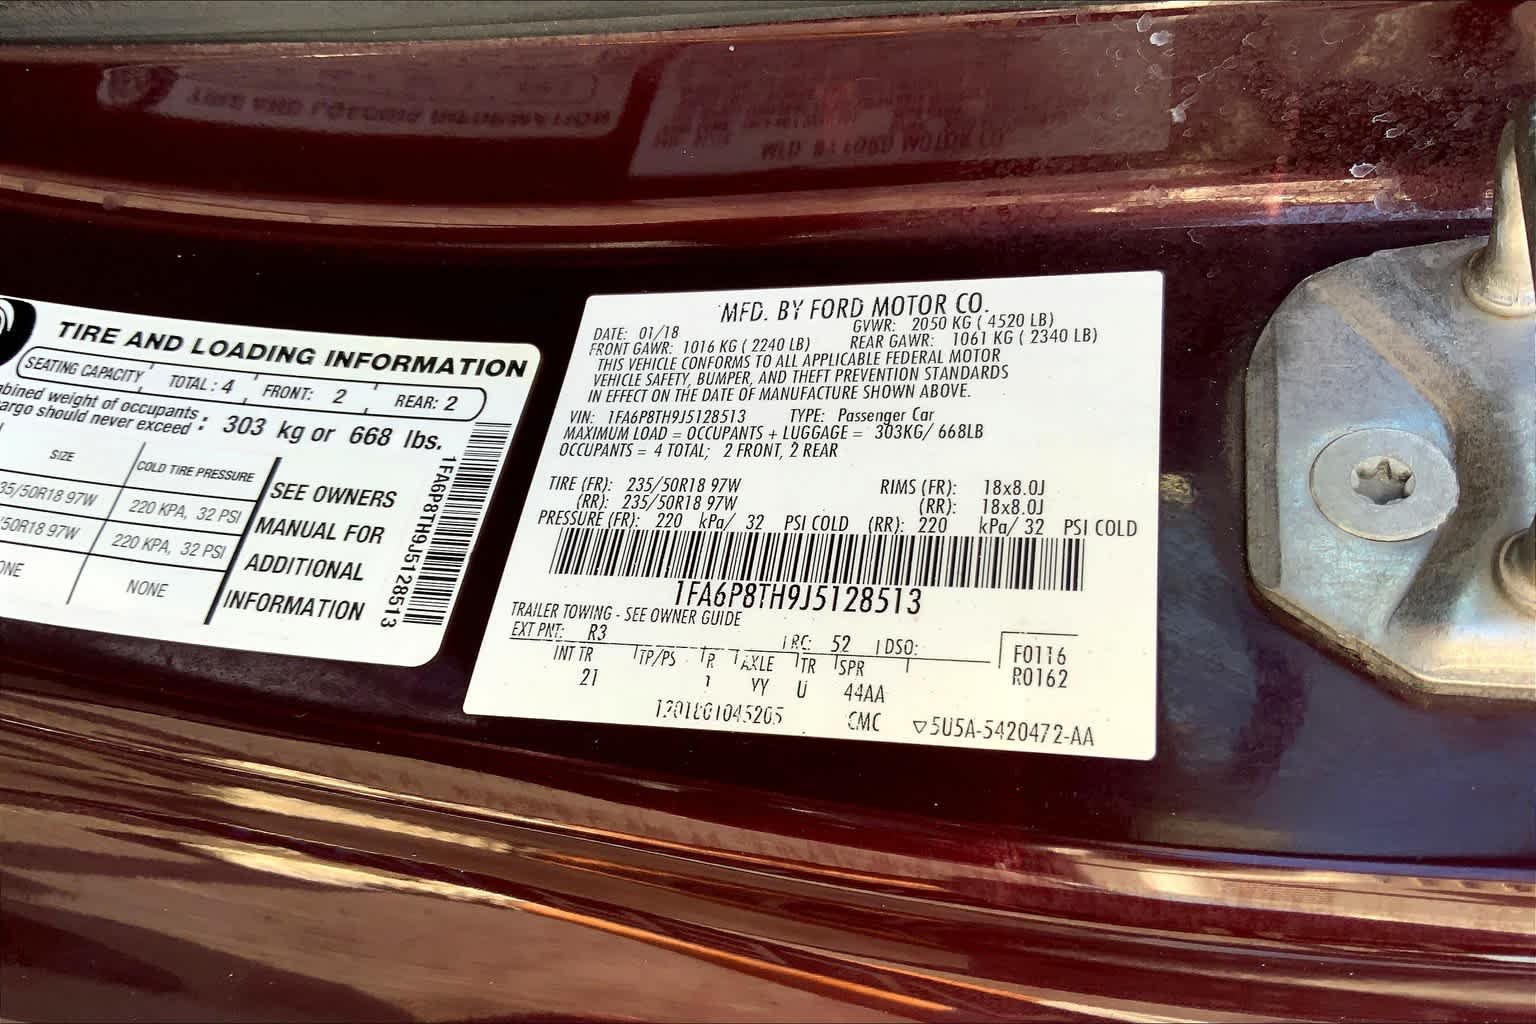 TIRE AND LOADING INFORMATION
SEATING CAPACITY TOTAL: 4 FRONT: 2 REAR: 2
weight of occupants
should never exceed : 303 kg or 668 lbs.
SIZE COLD TIRE PRESSURE
35/50R18 97W 220 KPA, 32 PSI
50R18 97W 220 KPA, 32 PSI
NONE
SEE OWNERS
MANUAL FOR
ADDITIONAL
INFORMATION
1FA6P8TH9J5128513
MFD. BY FORD MOTOR CO.
DATE: 01/18 GVWR: 2050 KG ( 4520 LB)
FRONT GAWR: 1016 KG ( 2240 LB) REAR GAWR: 1061 KG ( 2340 LB)
THIS VEHICLE CONFORMS TO ALL APPLICABLE FEDERAL MOTOR
VEHICLE SAFETY, BUMPER, AND THEFT PREVENTION STANDARDS
IN EFFECT ON THE DATE OF MANUFACTURE SHOWN ABOVE.
VIN: 1FA6P8TH9J5128513 TYPE: Passenger Car
MAXIMUM LOAD = OCCUPANTS + LUGGAGE = 303KG/ 668LB
OCCUPANTS = 4 TOTAL; 2 FRONT, 2 REAR
TIRE (FR): 235/50R18 97W RIMS (FR): 18x8.0J
(RR): 235/50R18 97W (RR): 18x8.0J
PRESSURE (FR): 220 kPa/ 32 PSI COLD (RR): 220 kPa/ 32 PSI COLD
1FA6P8TH9J5128513
TRAILER TOWING - SEE OWNER GUIDE
EXT PNT: R3 RC: 52 DSO: F0116
INT TR TP/PS R AXLE TR SPR R0162
21 YY U 44AA
CMC 5U5A-5420472-AA